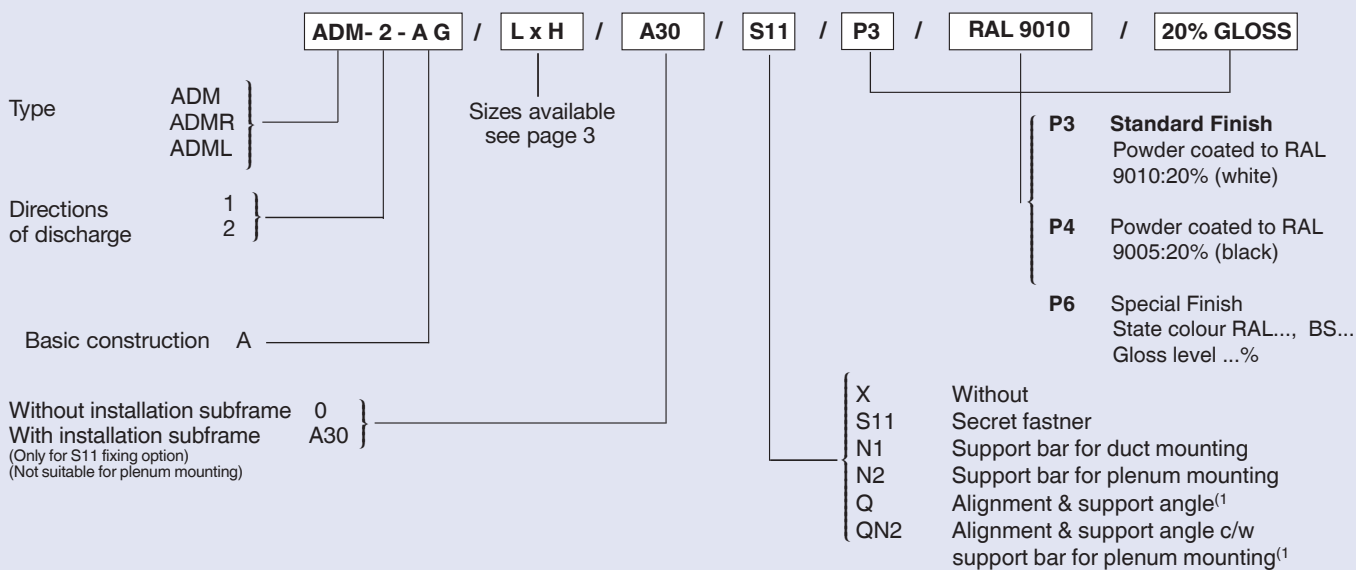 ADM- 2 - A G / L x H / A30 / S11 / P3 / RAL 9010 / 20% GLOSS
Type
ADM
ADMR
ADML
Sizes available
see page 3
Directions
of discharge
1
2
Basic construction A
Without installation subframe 0
With installation subframe A30
(Only for S11 fixing option)
(Not suitable for plenum mounting)
P3 Standard Finish
Powder coated to RAL
9010:20% (white)
P4 Powder coated to RAL
9005:20% (black)
P6 Special Finish
State colour RAL..., BS...
Gloss level ...%
X Without
S11 Secret fastner
N1 Support bar for duct mounting
N2 Support bar for plenum mounting
Q Alignment & support angle(1
QN2 Alignment & support angle c/w
support bar for plenum mounting(1